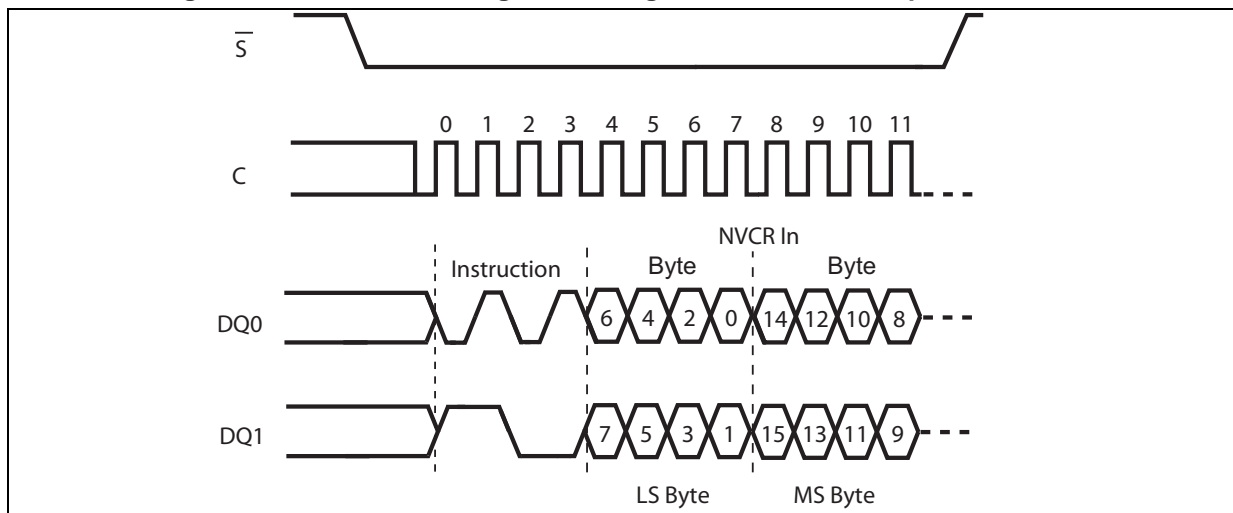 S
0 1 2 3 4 5 6 7 8 9 10 11
C
NVCR In
Instruction Byte Byte
DQ0 6 4 2 0 14 12 10 8
DQ1 7 5 3 1 15 13 11 9
LS Byte MS Byte